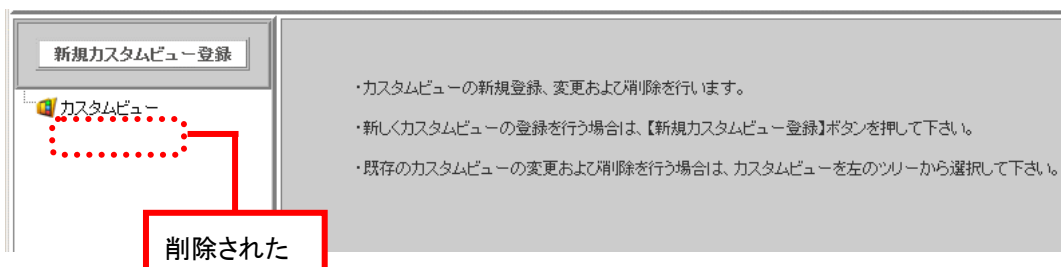 新規カスタムビュー登録
カスタムビュー
・カスタムビューの新規登録、変更および削除を行います。
・新しくカスタムビューの登録を行う場合は、【新規カスタムビュー登録】ボタンを押して下さい。
・既存のカスタムビューの変更および削除を行う場合は、カスタムビューを左のツリーから選択して下さい。
削除された